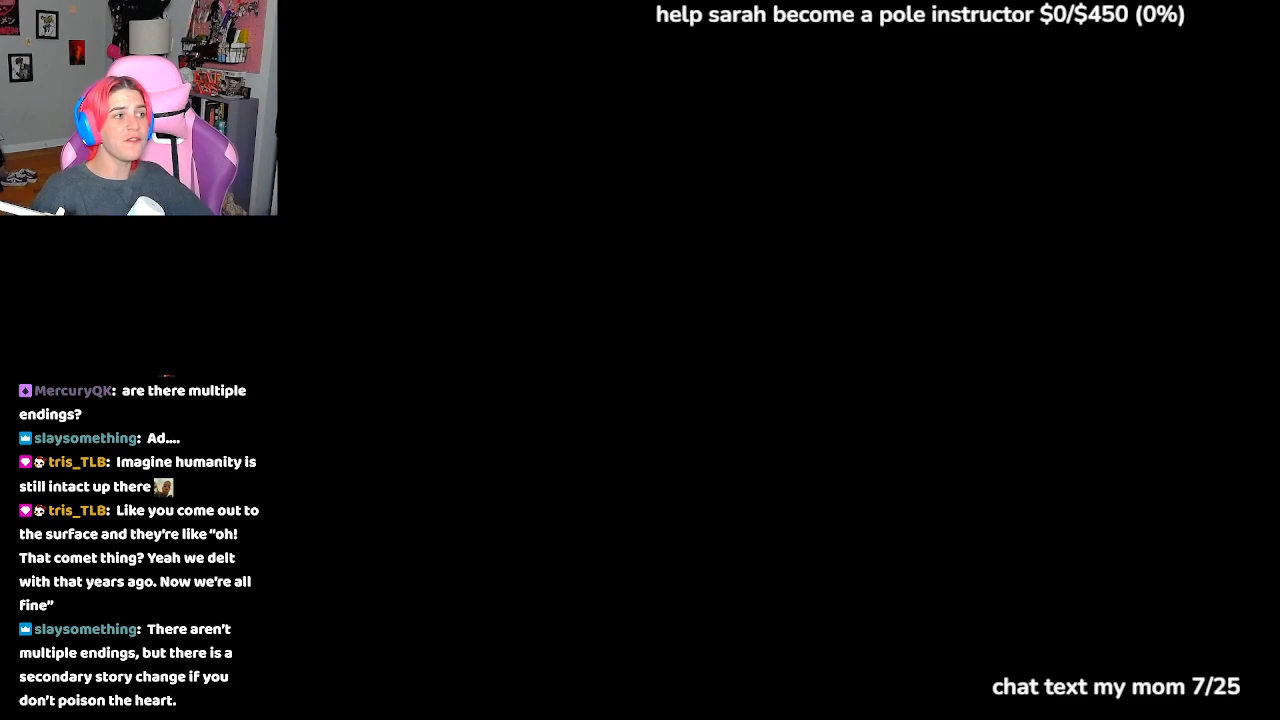 help sarah become a pole instructor $0/$450 (0%)
MercuryQK: are there multiple
endings?
slaysomething: Ad....
tris_TLB: Imagine humanity is
still intact up there
tris_TLB: Like you come out to
the surface and they're like "oh!
That comet thing? Yeah we delt
with that years ago. Now we're all
fine"
slaysomething: There aren't
multiple endings, but there is a
secondary story change if you
don't poison the heart.
chat text my mom 7/25